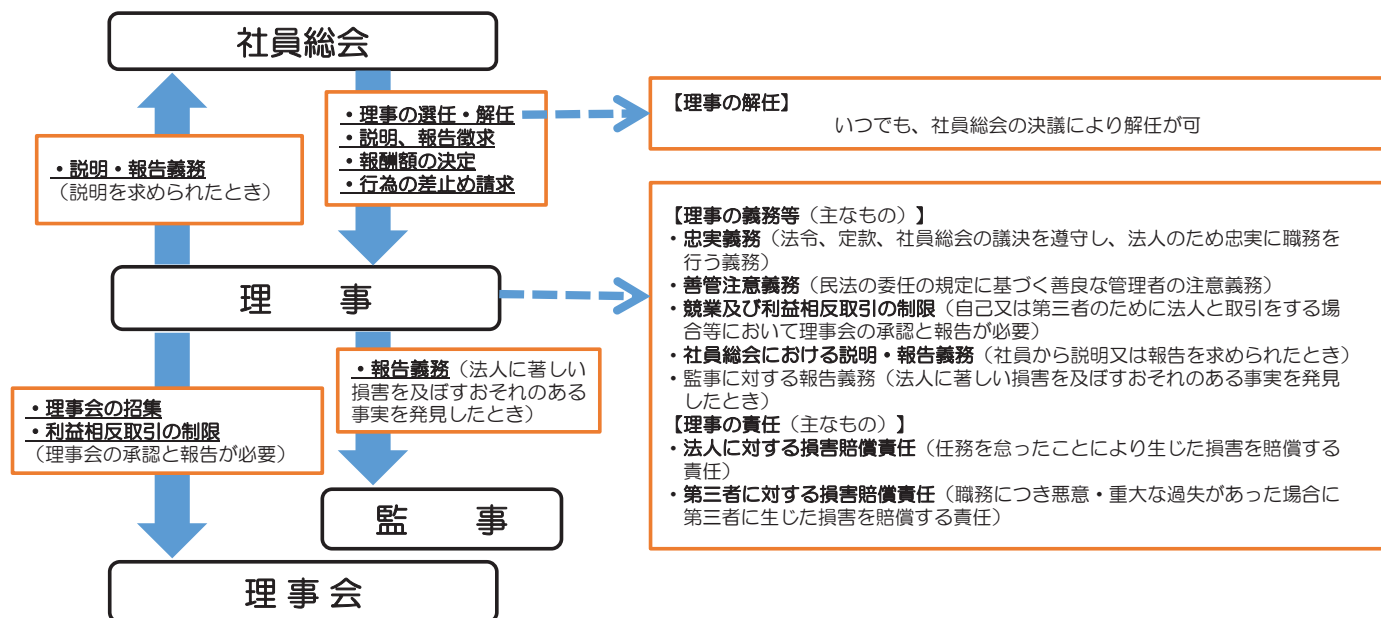 社員総会
・理事の選任・解任
・説明、報告徴求
・報酬額の決定
・行為の差止め請求
【理事の解任】
いつでも、社員総会の決議により解任が可
・説明・報告義務
（説明を求められたとき）
理　事
【理事の義務等（主なもの）】
・忠実義務（法令、定款、社員総会の議決を遵守し、法人のため忠実に職務を
行う義務）
・善管注意義務（民法の委任の規定に基づく善良な管理者の注意義務）
・競業及び利益相反取引の制限（自己又は第三者のために法人と取引をする場
合等において理事会の承認と報告が必要）
・社員総会における説明・報告義務（社員から説明又は報告を求められたとき）
・監事に対する報告義務（法人に著しい損害を及ぼすおそれのある事実を発見
したとき）
【理事の責任（主なもの）】
・法人に対する損害賠償責任（任務を怠ったことにより生じた損害を賠償する
責任）
・第三者に対する損害賠償責任（職務につき悪意・重大な過失があった場合に
第三者に生じた損害を賠償する責任）
・報告義務（法人に著しい
損害を及ぼすおそれのある
事実を発見したとき）
・理事会の招集
・利益相反取引の制限
（理事会の承認と報告が必要）
監　事
理事会